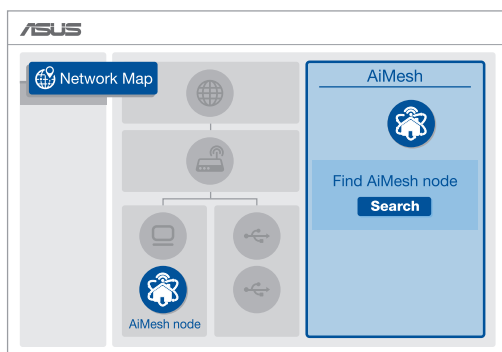 ASUS
Network Map
AiMesh
Find AiMesh node
Search
AiMesh node